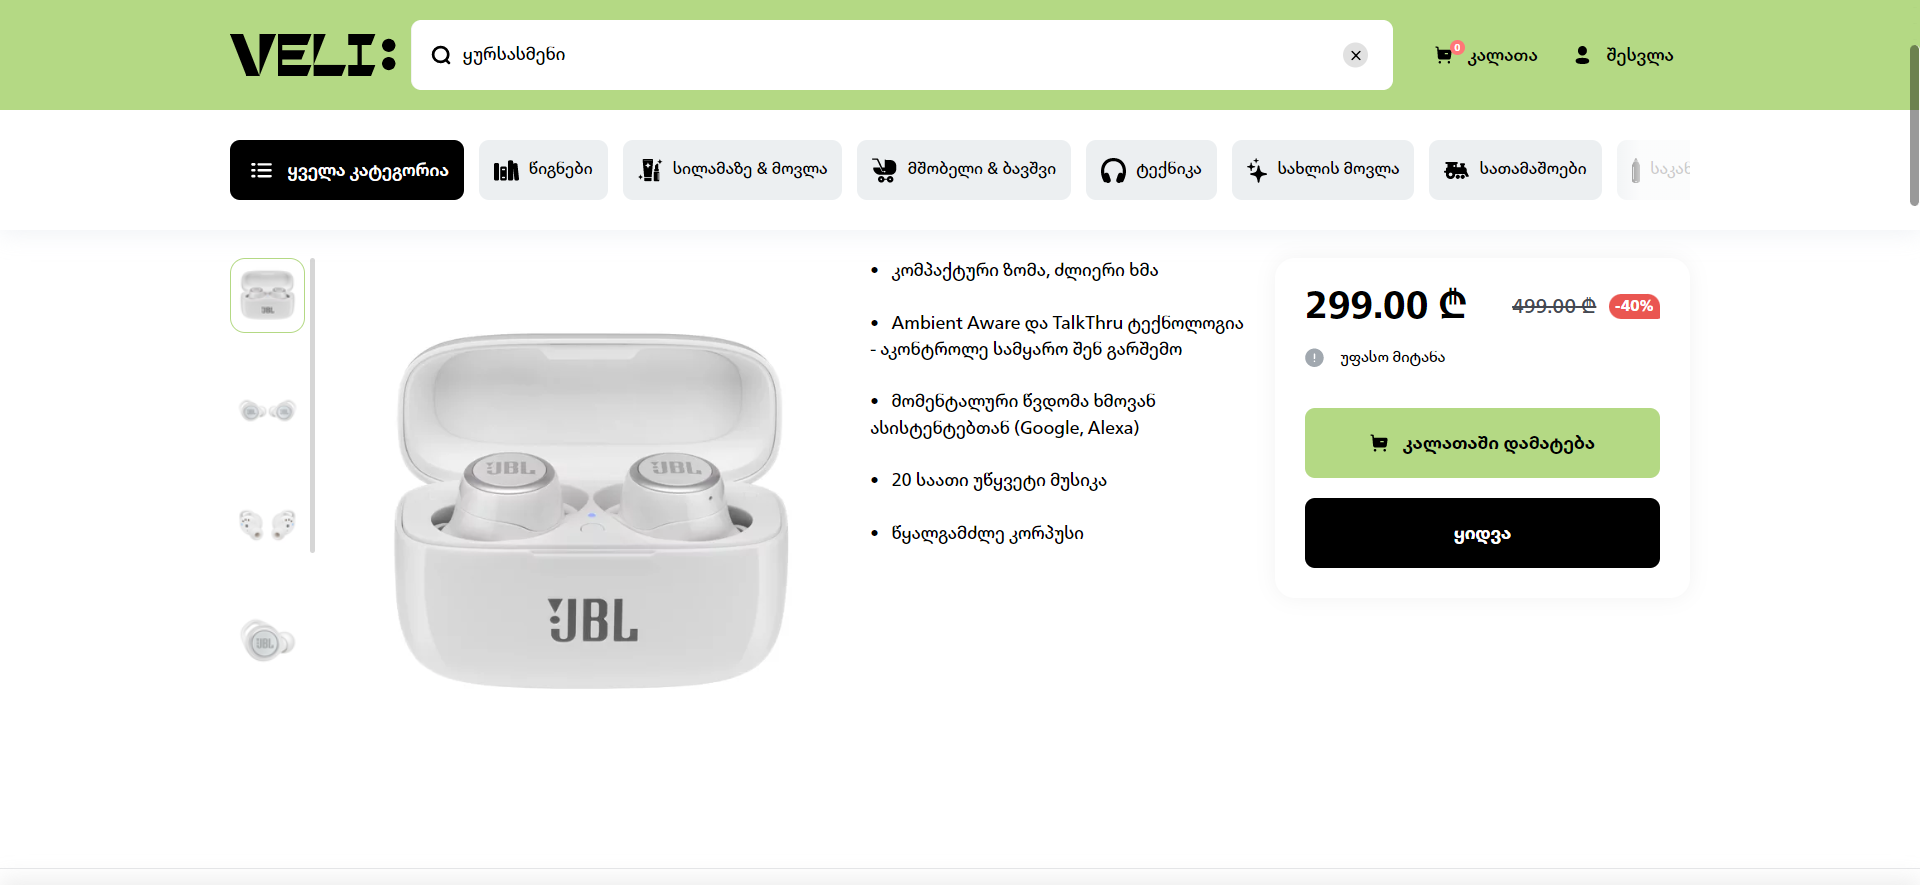 VELI:
ყურსასმენი
0
კალათა
შესვლა
ყველა კატეგორია
წიგნები
სილამაზე & მოვლა
მშობელი & ბავშვი
ტექნიკა
სახლის მოვლა
სათამაშოები
JBL
JBL
JBL
• კომპაქტური ზომა, ძლიერი ხმა
• Ambient Aware და TalkThru ტექნოლოგია
- აკონტროლე სამყარო შენ გარშემო
• მომენტალური წვდომა ხმოვან
ასისტენტებთან (Google, Alexa)
• 20 საათი უწყვეტი მუსიკა
• წყალგამძლე კორპუსი
299.00 ₾
499.00 ₾
-40%
უფასო მიტანა
კალათაში დამატება
ყიდვა